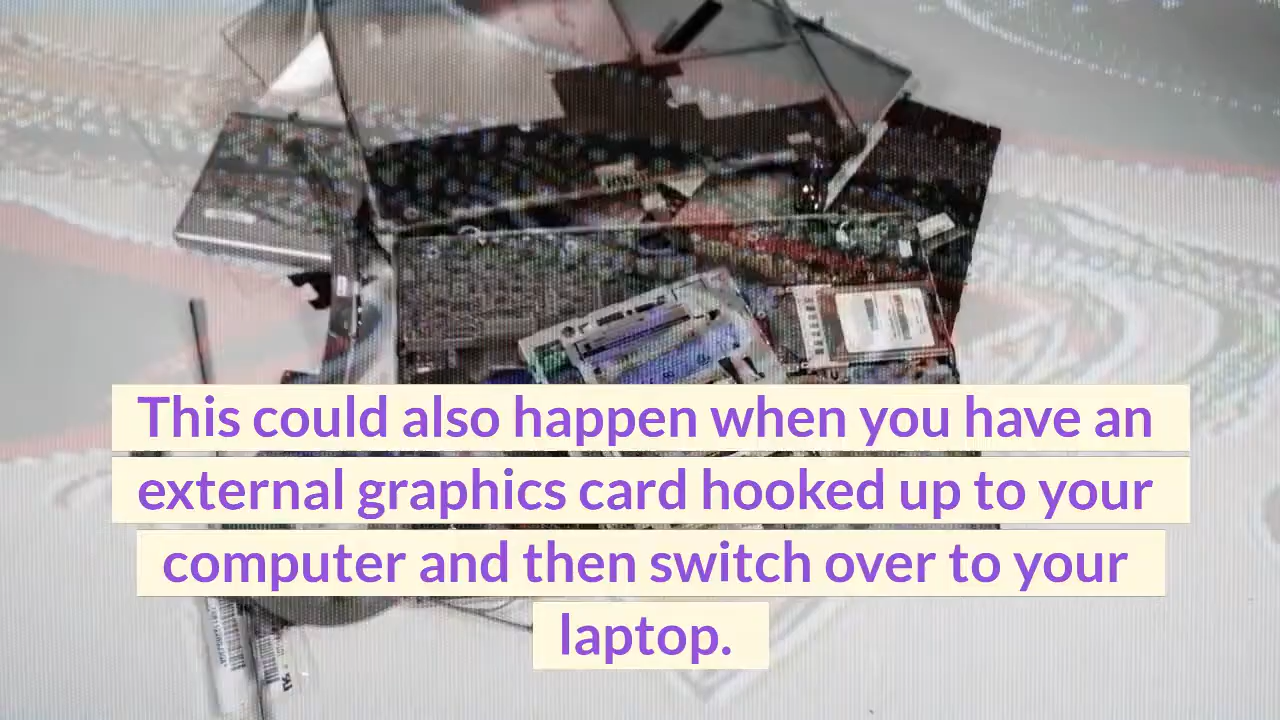 This could also happen when you have an
external graphics card hooked up to your
computer and then switch over to your
laptop.